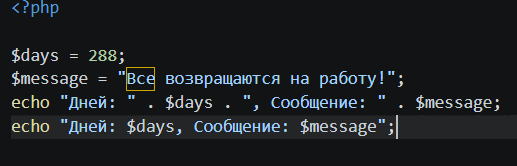 <?php
$days = 288;
$message = "Все возвращаются на работу!";
echo "Дней: " . $days . ", Сообщение: " . $message;
echo "Дней: $days, Сообщение: $message";